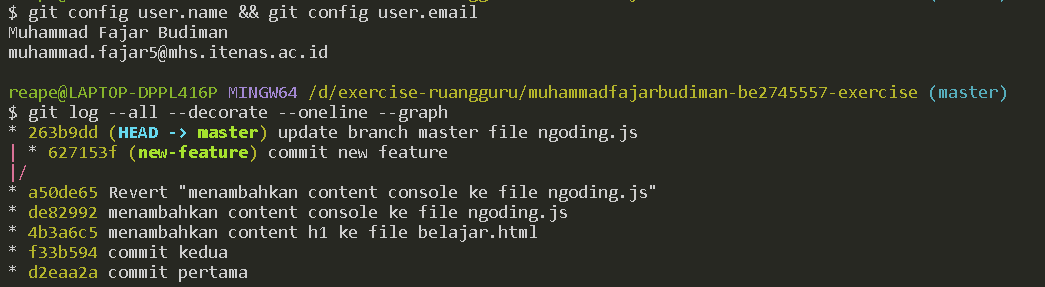 $ git config user.name && git config user.email
Muhammad Fajar Budiman
muhammad.fajar5@mhs.itenas.ac.id
reape@LAPTOP-DPPL416P MINGW64 /d/exercise-ruangguru/muhammadfajarbudiman-be2745557-exercise (master)
$ git log --all --decorate --oneline --graph
* 263b9dd (HEAD -> master) update branch master file ngoding.js
| * 627153f (new-feature) commit new feature
|/
* a50de65 Revert "menambahkan content console ke file ngoding.js"
* de82992 menambahkan content console ke file ngoding.js
* 4b3a6c5 menambahkan content h1 ke file belajar.html
* f33b594 commit kedua
* d2eaa2a commit pertama